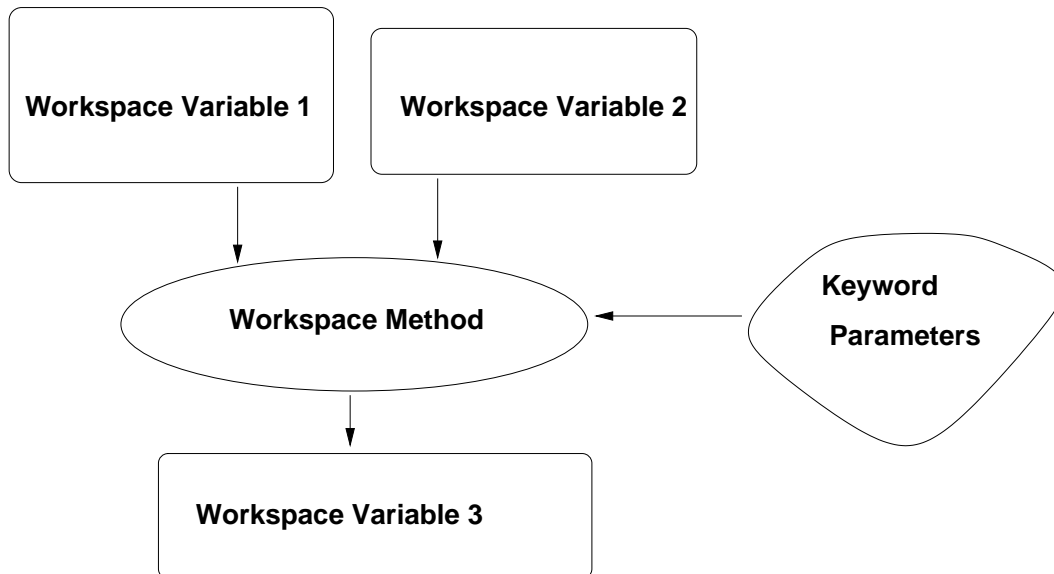 Workspace Variable 1
Workspace Variable 2
Keyword
Parameters
Workspace Method
Workspace Variable 3